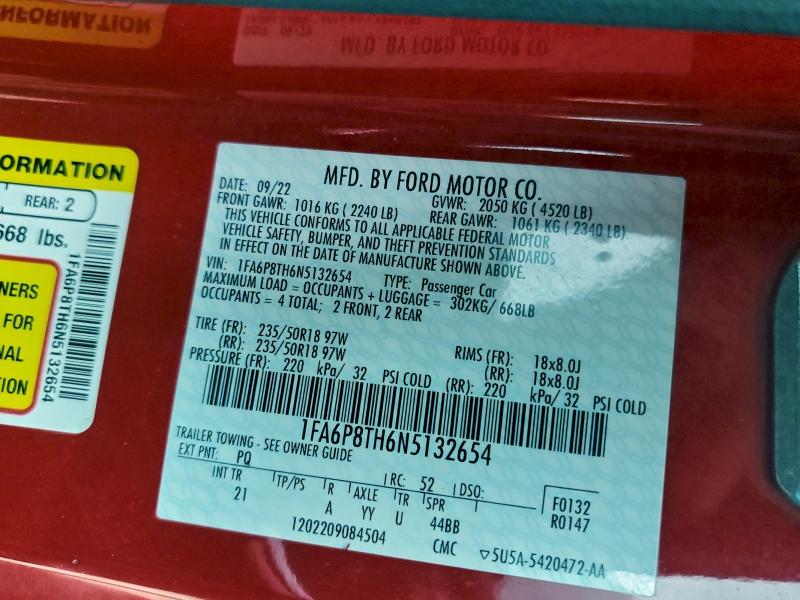 MFD. BY FORD MOTOR CO.
DATE: 09/22 GVWR: 2050 KG ( 4520 LB)
FRONT GAWR: 1016 KG ( 2240 LB) REAR GAWR: 1061 KG ( 2340 LB)
THIS VEHICLE CONFORMS TO ALL APPLICABLE FEDERAL MOTOR
VEHICLE SAFETY, BUMPER, AND THEFT PREVENTION STANDARDS
IN EFFECT ON THE DATE OF MANUFACTURE SHOWN ABOVE.
VIN: 1FA6P8TH6N5132654 TYPE: Passenger Car
MAXIMUM LOAD = OCCUPANTS + LUGGAGE = 302KG/ 668LB
OCCUPANTS = 4 TOTAL; 2 FRONT, 2 REAR
TIRE (FR): 235/50R18 97W RIMS (FR): 18x8.0J
(RR): 235/50R18 97W (RR): 18x8.0J
PRESSURE (FR): 220 kPa/ 32 PSI COLD (RR): 220 kPa/ 32 PSI COLD
1FA6P8TH6N5132654
TRAILER TOWING - SEE OWNER GUIDE
EXT PNT: PQ RC: 52 DSO: F0132
INT TR TP/PS R AXLE TR SPR R0147
21 A YY U 44BB
1202209084504 CMC ▽5U5A-5420472-AA
ORMATION
REAR: 2
668 lbs.
NERS
FOR
NAL
TION
1FA6P8TH6N5132654
INFORMATION
MFD. BY FORD MOTOR CO